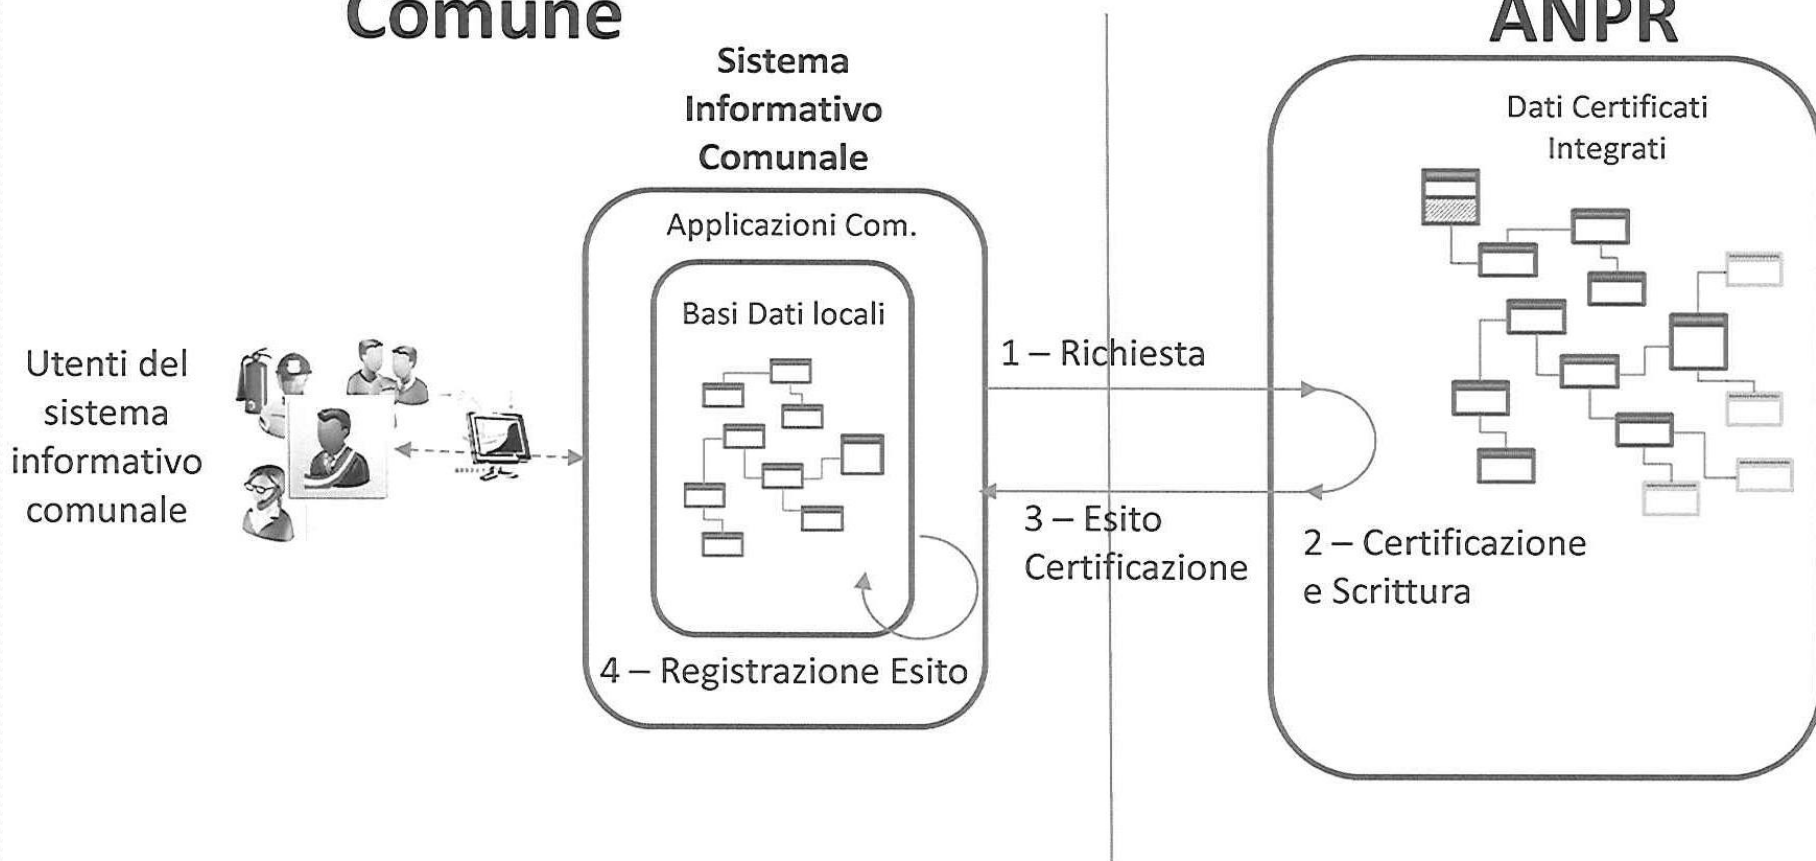 Comune
ANPR
Sistema
Informativo
Comunale
Dati Certificati
Integrati
Applicazioni Com.
Basi Dati locali
Utenti del
sistema
informativo
comunale
1 – Richiesta
3 – Esito
Certificazione
2 – Certificazione
e Scrittura
4 – Registrazione Esito